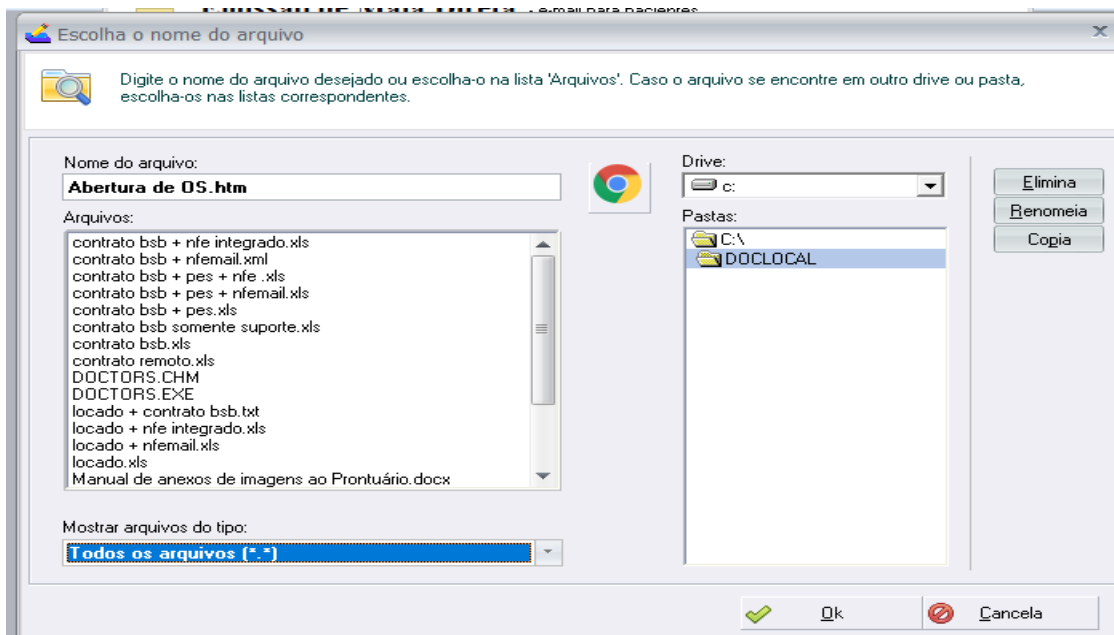 - e-mail para pacientes
Escolha o nome do arquivo
Digite o nome do arquivo desejado ou escolha-o na lista 'Arquivos'. Caso o arquivo se encontre em outro drive ou pasta,
escolha-os nas listas correspondentes.
Nome do arquivo:
Abertura de OS.htm
Arquivos:
contrato bsb + nfe integrado.xls
contrato bsb + nfemail.xml
contrato bsb + pes + nfe .xls
contrato bsb + pes + nfemail.xls
contrato bsb + pes.xls
contrato bsb somente suporte.xls
contrato bsb.xls
contrato remoto.xls
DOCTORS.CHM
DOCTORS.EXE
locado + contrato bsb.txt
locado + nfe integrado.xls
locado + nfemail.xls
locado.xls
Manual de anexos de imagens ao Prontuário.docx
Mostrar arquivos do tipo:
Todos os arquivos (*.*)
Drive:
c:
Pastas:
C:\
DOCLOCAL
Elimina
Renomeia
Copia
Ok
Cancela